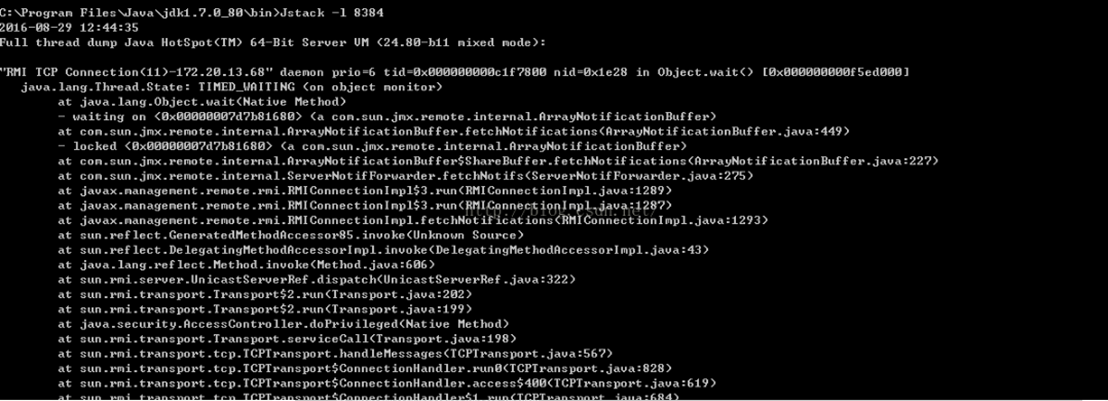 C:\Program Files\Java\jdk1.7.0_80\bin>Jstack -l 8384
2016-08-29 12:44:35
Full thread dump Java HotSpot(TM) 64-Bit Server VM (24.80-b11 mixed mode):
"RMI TCP Connection(11)-172.20.13.68" daemon prio=6 tid=0x000000000c1f7800 nid=0x1e28 in Object.wait() [0x000000000f5ed000]
java.lang.Thread.State: TIMED_WAITING (on object monitor)
at java.lang.Object.wait(Native Method)
- waiting on <0x00000007d7b81680> (a com.sun.jmx.remote.internal.ArrayNotificationBuffer)
at com.sun.jmx.remote.internal.ArrayNotificationBuffer.fetchNotifications(ArrayNotificationBuffer.java:449)
- locked <0x00000007d7b81680> (a com.sun.jmx.remote.internal.ArrayNotificationBuffer)
at com.sun.jmx.remote.internal.ArrayNotificationBuffer$ShareBuffer.fetchNotifications(ArrayNotificationBuffer.java:227)
at com.sun.jmx.remote.internal.ServerNotifForwarder.fetchNotifs(ServerNotifForwarder.java:275)
at javax.management.remote.rmi.RMIConnectionImpl$3.run(RMIConnectionImpl.java:1289)
at javax.management.remote.rmi.RMIConnectionImpl$3.run(RMIConnectionImpl.java:1287)
at javax.management.remote.rmi.RMIConnectionImpl.fetchNotifications(RMIConnectionImpl.java:1293)
at sun.reflect.GeneratedMethodAccessor85.invoke(Unknown Source)
at sun.reflect.DelegatingMethodAccessorImpl.invoke(DelegatingMethodAccessorImpl.java:43)
at java.lang.reflect.Method.invoke(Method.java:606)
at sun.rmi.server.UnicastServerRef.dispatch(UnicastServerRef.java:322)
at sun.rmi.transport.Transport$2.run(Transport.java:202)
at sun.rmi.transport.Transport$2.run(Transport.java:199)
at java.security.AccessController.doPrivileged(Native Method)
at sun.rmi.transport.Transport.serviceCall(Transport.java:198)
at sun.rmi.transport.tcp.TCPTransport.handleMessages(TCPTransport.java:567)
at sun.rmi.transport.tcp.TCPTransport$ConnectionHandler.run0(TCPTransport.java:828)
at sun.rmi.transport.tcp.TCPTransport$ConnectionHandler.access$400(TCPTransport.java:619)
at sun.rmi.transport.tcp.TCPTransport$ConnectionHandler$1.run(TCPTransport.java:684)